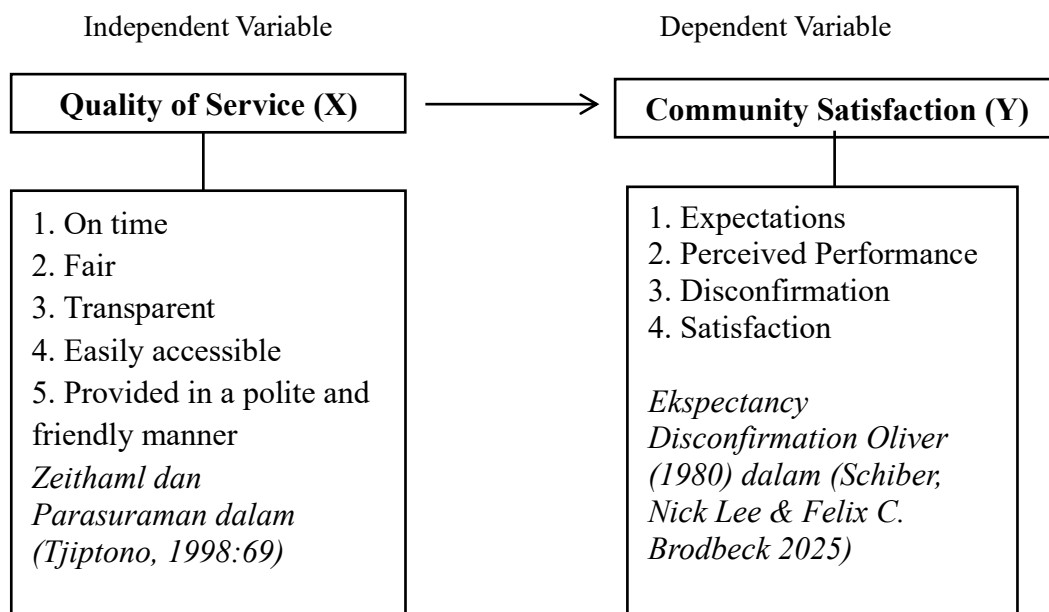 Independent Variable
Quality of Service (X)
1. On time
2. Fair
3. Transparent
4. Easily accessible
5. Provided in a polite and
friendly manner
Zeithaml dan
Parasuraman dalam
(Tjiptono, 1998:69)
Dependent Variable
Community Satisfaction (Y)
1. Expectations
2. Perceived Performance
3. Disconfirmation
4. Satisfaction
Ekspectancy
Disconfirmation Oliver
(1980) dalam (Schiber,
Nick Lee & Felix C.
Brodbeck 2025)